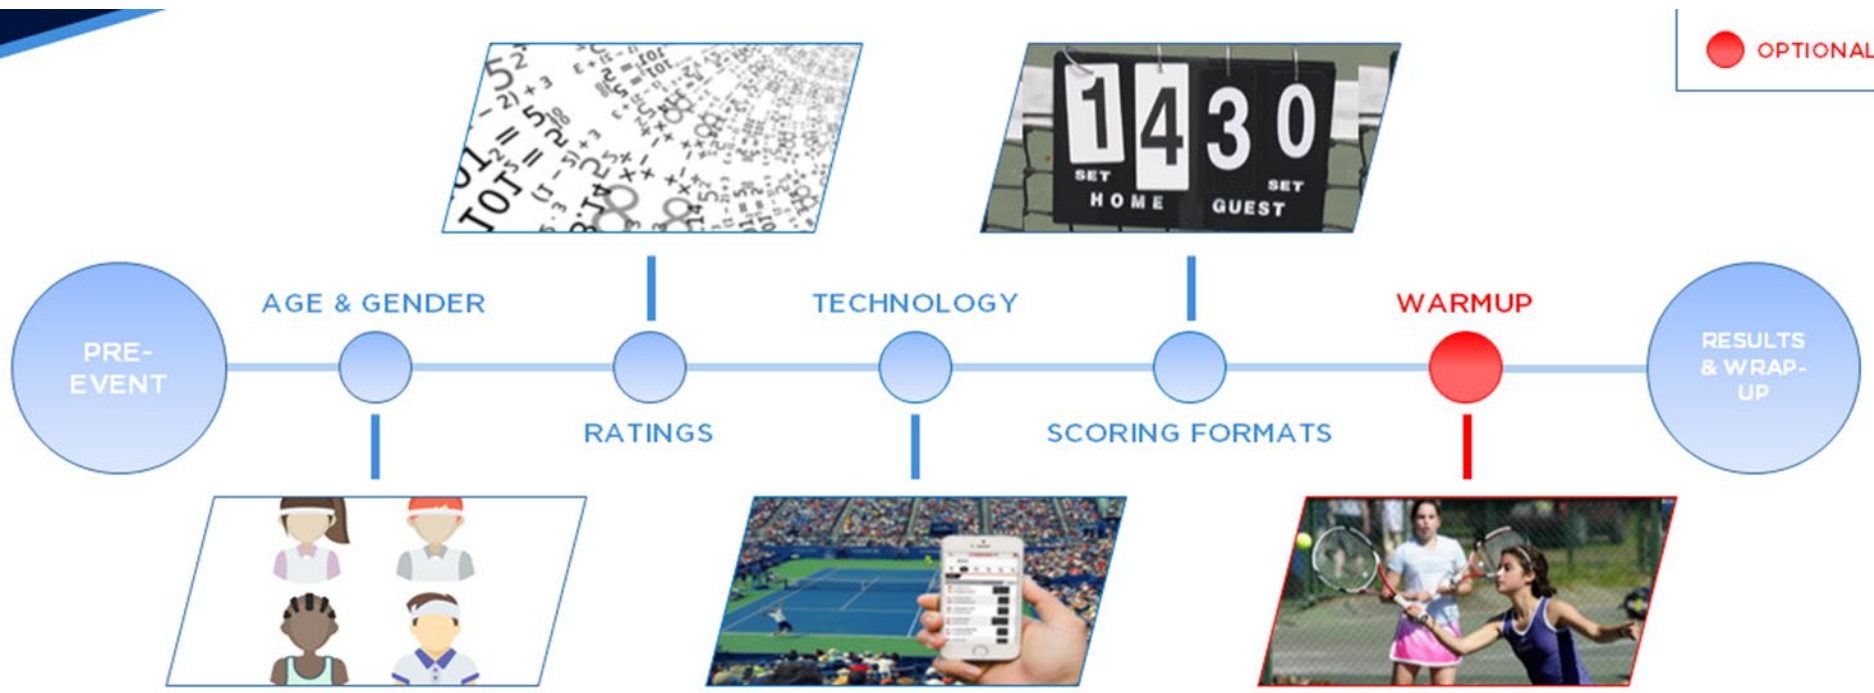 OPTIONAL
1 4 3 0
SET
SET
HOME
GUEST
AGE & GENDER
TECHNOLOGY
WARMUP
PRE-
EVENT
RESULTS
& WRAP-
UP
RATINGS
SCORING FORMATS